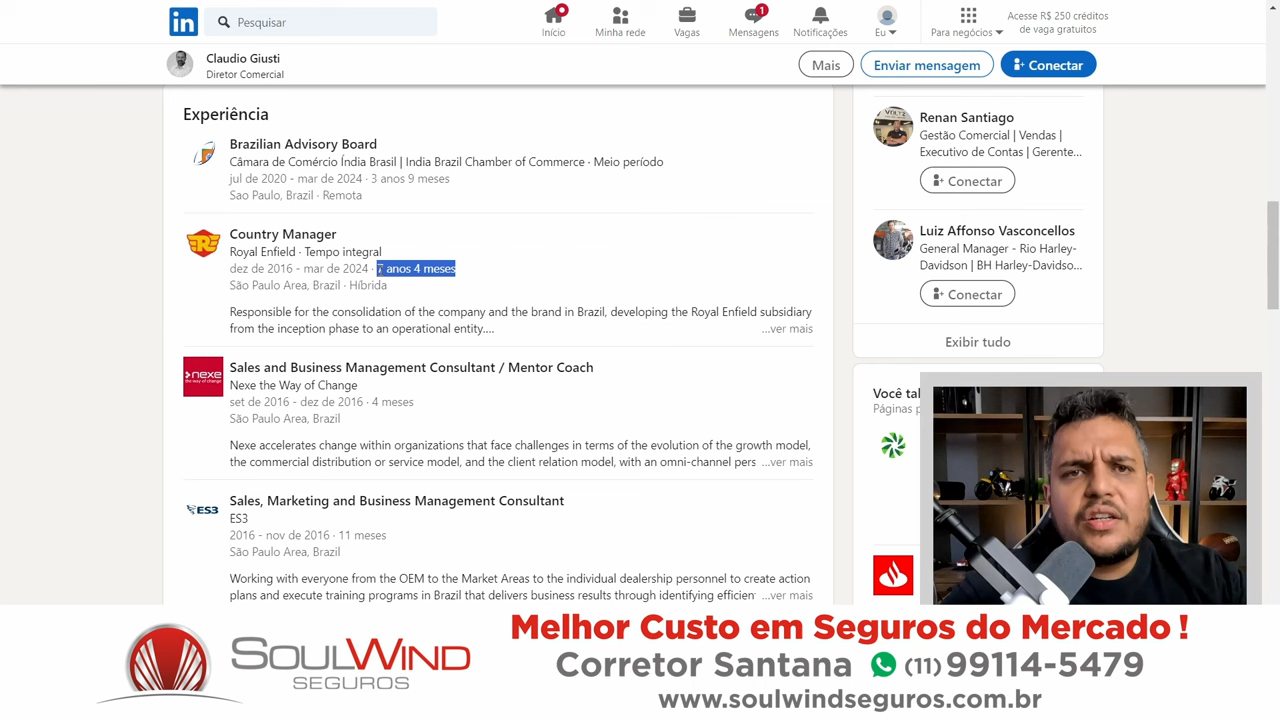 in
Pesquisar
Início
Minha rede
Vagas
1
Mensagens
Notificações
Eu
Para negócios
Acesse R$ 250 créditos
de vaga gratuitos
Claudio Giusti
Diretor Comercial
Mais
Enviar mensagem
Conectar
Experiência
Brazilian Advisory Board
Câmara de Comércio Índia Brasil | India Brazil Chamber of Commerce · Meio período
jul de 2020 - mar de 2024 · 3 anos 9 meses
Sao Paulo, Brazil · Remota
Country Manager
Royal Enfield · Tempo integral
dez de 2016 - mar de 2024 · 7 anos 4 meses
São Paulo Area, Brazil · Híbrida
Responsible for the consolidation of the company and the brand in Brazil, developing the Royal Enfield subsidiary
from the inception phase to an operational entity.... ...ver mais
nexe
the way of change
Sales and Business Management Consultant / Mentor Coach
Nexe the Way of Change
set de 2016 - dez de 2016 · 4 meses
São Paulo Area, Brazil
Nexe accelerates change within organizations that face challenges in terms of the evolution of the growth model,
the commercial distribution or service model, and the client relation model, with an omni-channel pers ...ver mais
ES3
Sales, Marketing and Business Management Consultant
ES3
2016 - nov de 2016 · 11 meses
São Paulo Area, Brazil
Working with everyone from the OEM to the Market Areas to the individual dealership personnel to create action
plans and execute training programs in Brazil that delivers business results through identifying efficien ...ver mais
Renan Santiago
Gestão Comercial | Vendas |
Executivo de Contas | Gerente...
Conectar
Luiz Affonso Vasconcellos
General Manager - Rio Harley-
Davidson | BH Harley-Davidso...
Conectar
Exibir tudo
Você tal
Páginas p
SOULWIND
SEGUROS
Melhor Custo em Seguros do Mercado !
Corretor Santana (11) 99114-5479
www.soulwindseguros.com.br